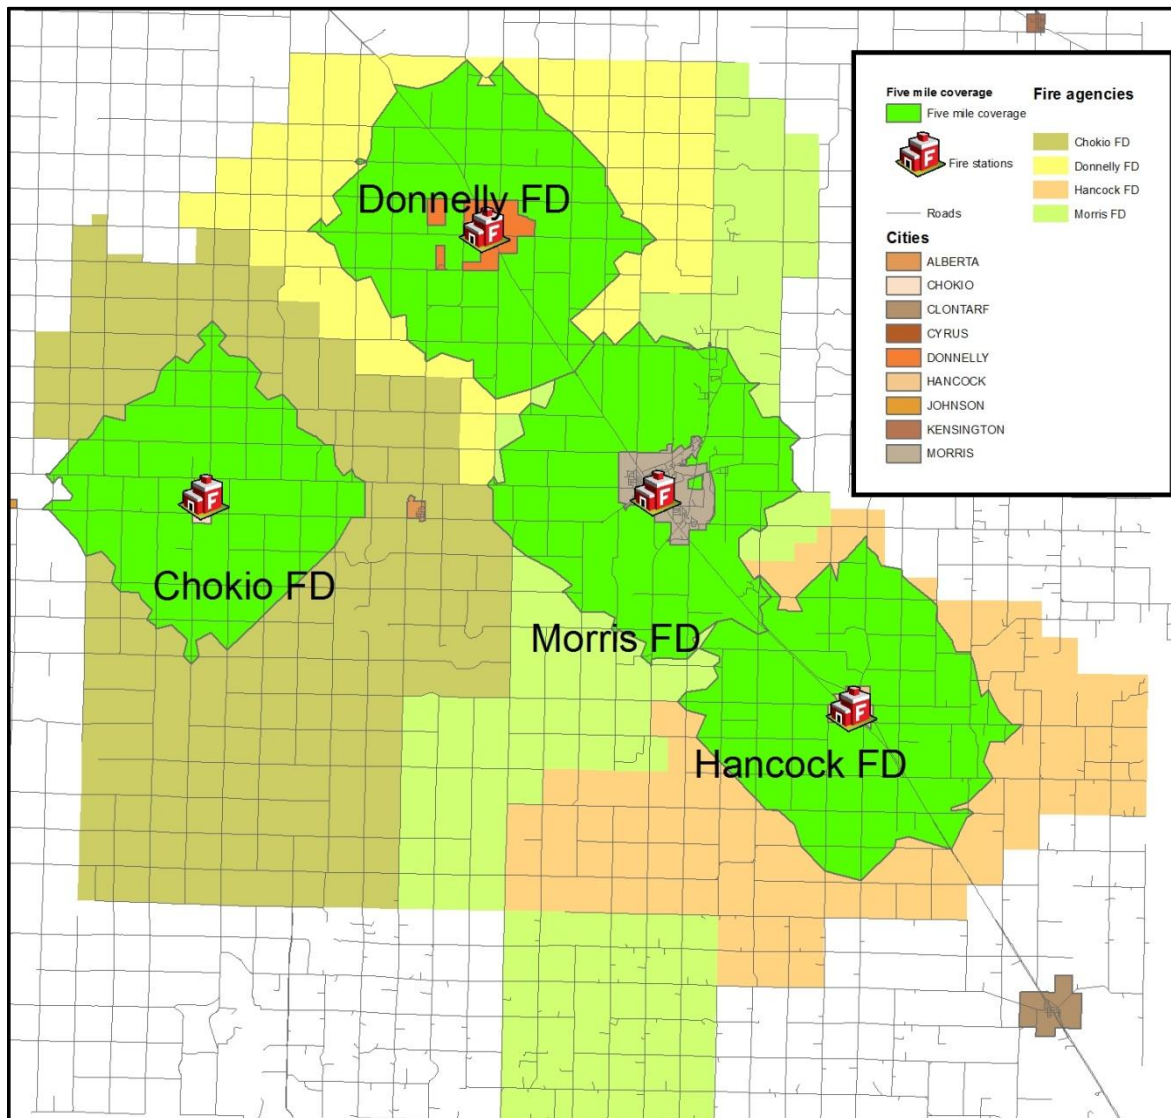 Donnelly FD
Chokio FD
Morris FD
Hancock FD
Five mile coverage
Five mile coverage
F Fire stations
Roads
Cities
ALBERTA
CHOKIO
CLONTARF
CYRUS
DONNELLY
HANCOCK
JOHNSON
KENSINGTON
MORRIS
Fire agencies
Chokio FD
Donnelly FD
Hancock FD
Morris FD
F
F
F
F